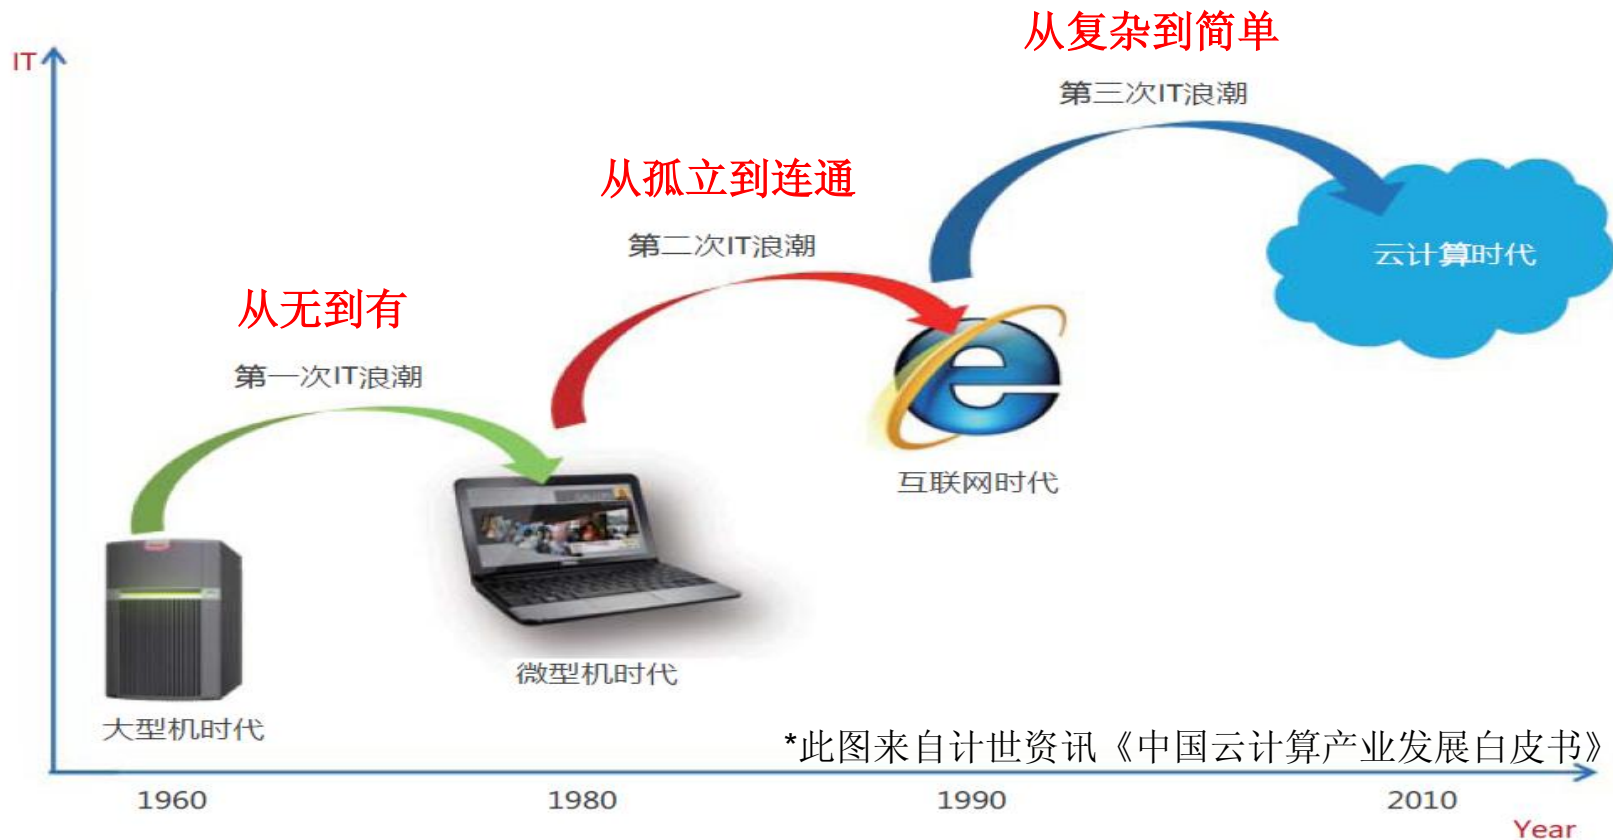 从复杂到简单
IT
第三次IT浪潮
从孤立到连通
第二次IT浪潮
云计算时代
从无到有
第一次IT浪潮
互联网时代
微型机时代
大型机时代
*此图来自计世资讯《中国云计算产业发展白皮书》
1960 1980 1990 2010
Year